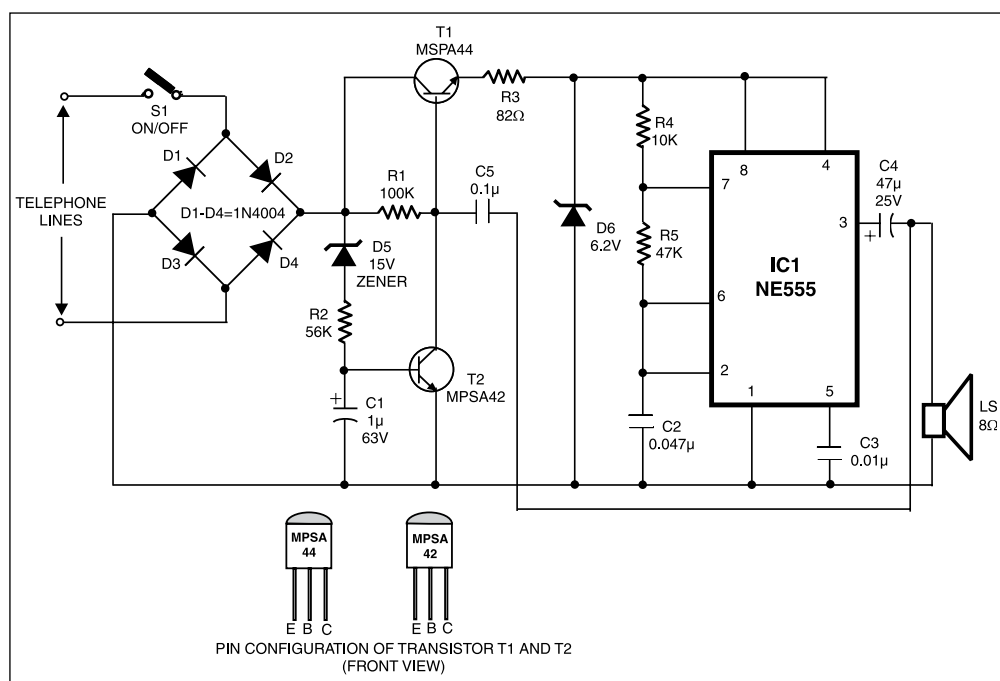 T1
MSPA44
S1
ON/OFF
R3
82Ω
R4
10K
D1
D2
R1
100K
C5
0.1µ
8
4
C4
47µ
25V
7
3
+
TELEPHONE
LINES
D1-D4=1N4004
D3
D4
D5
15V
ZENER
D6
6.2V
R5
47K
IC1
NE555
6
R2
56K
2
T2
MPSA42
+
C1
1µ
63V
1
5
C2
0.047µ
C3
0.01µ
LS
8Ω
MPSA
44
MPSA
42
E B C
E B C
PIN CONFIGURATION OF TRANSISTOR T1 AND T2
(FRONT VIEW)